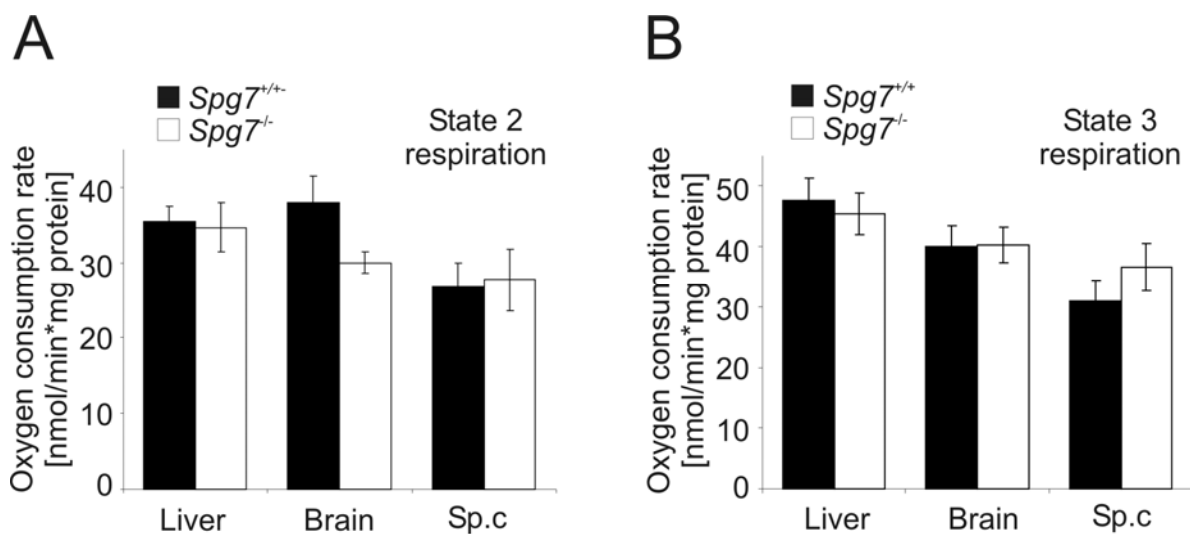 A
Spg7+/+-
Spg7-/-
State 2
respiration
Oxygen consumption rate
[nmol/min*mg protein]
40
30
20
10
0
Liver Brain Sp.c
B
Spg7+/+
Spg7-/-
State 3
respiration
Oxygen consumption rate
[nmol/min*mg protein]
50
40
30
40
10
0
Liver Brain Sp.c